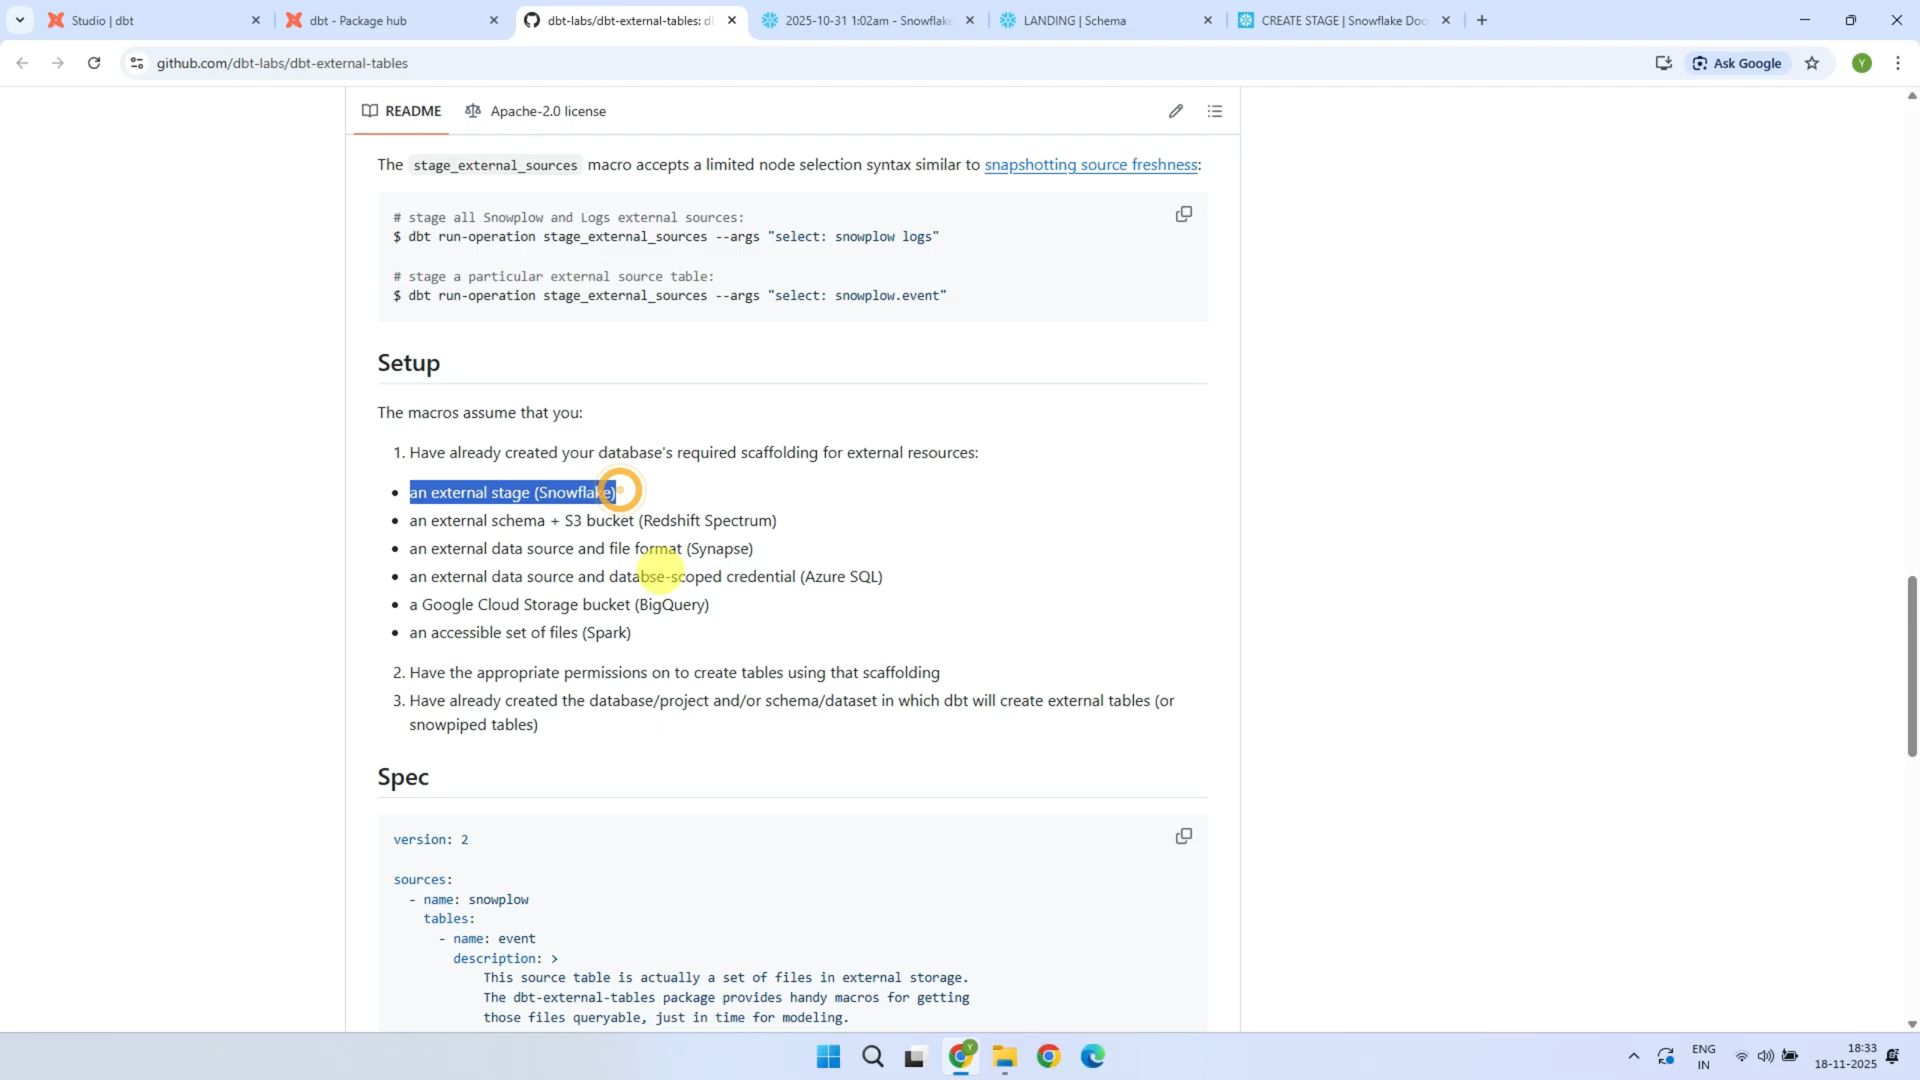 Studio | dbt
dbt - Package hub
dbt-labs/dbt-external-tables: dl
2025-10-31 1:02am - Snowflake
LANDING | Schema
CREATE STAGE | Snowflake Doc
github.com/dbt-labs/dbt-external-tables
Ask Google
Y
README
Apache-2.0 license
The stage_external_sources macro accepts a limited node selection syntax similar to snapshotting source freshness:
# stage all Snowplow and Logs external sources:
$ dbt run-operation stage_external_sources --args "select: snowplow logs"
# stage a particular external source table:
$ dbt run-operation stage_external_sources --args "select: snowplow.event"
Setup
The macros assume that you:
1. Have already created your database's required scaffolding for external resources:
• an external stage (Snowflake)
• an external schema + S3 bucket (Redshift Spectrum)
• an external data source and file format (Synapse)
• an external data source and databse-scoped credential (Azure SQL)
• a Google Cloud Storage bucket (BigQuery)
• an accessible set of files (Spark)
2. Have the appropriate permissions on to create tables using that scaffolding
3. Have already created the database/project and/or schema/dataset in which dbt will create external tables (or
snowpiped tables)
Spec
version: 2
sources:
- name: snowplow
tables:
- name: event
description: >
This source table is actually a set of files in external storage.
The dbt-external-tables package provides handy macros for getting
those files queryable, just in time for modeling.
Y
ENG
IN
18:33
18-11-2025